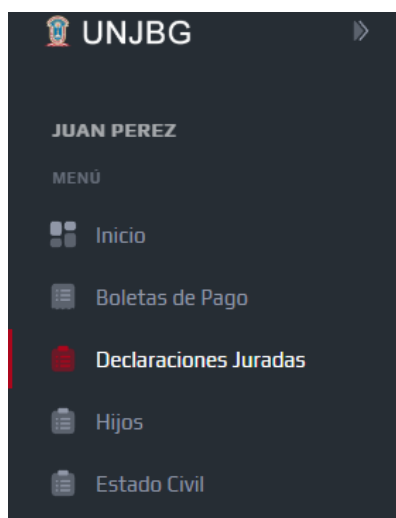 UNJBG
JUAN PEREZ
MENÚ
Inicio
Boletas de Pago
Declaraciones Juradas
Hijos
Estado Civil